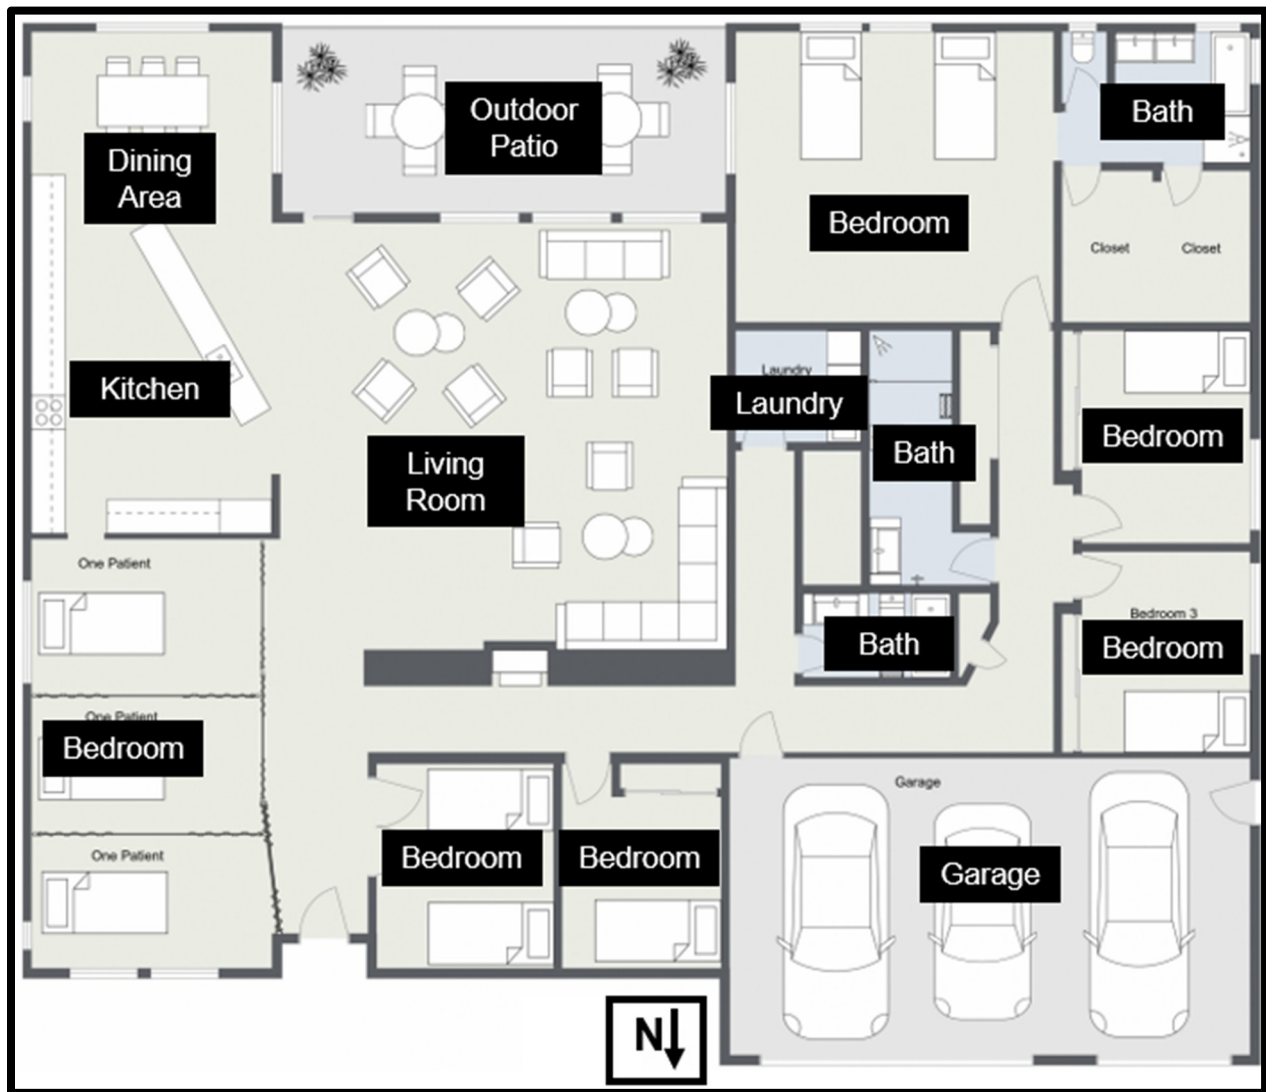 Outdoor
Patio
Bath
Dining
Area
Bedroom
Closet
Closet
Kitchen
Laundry
Laundry
Bedroom
Bath
Living
Room
One Patient
Bedroom 3
Bedroom
Bath
One Patient
Bedroom
Garage
One Patient
Bedroom
Bedroom
Garage
N